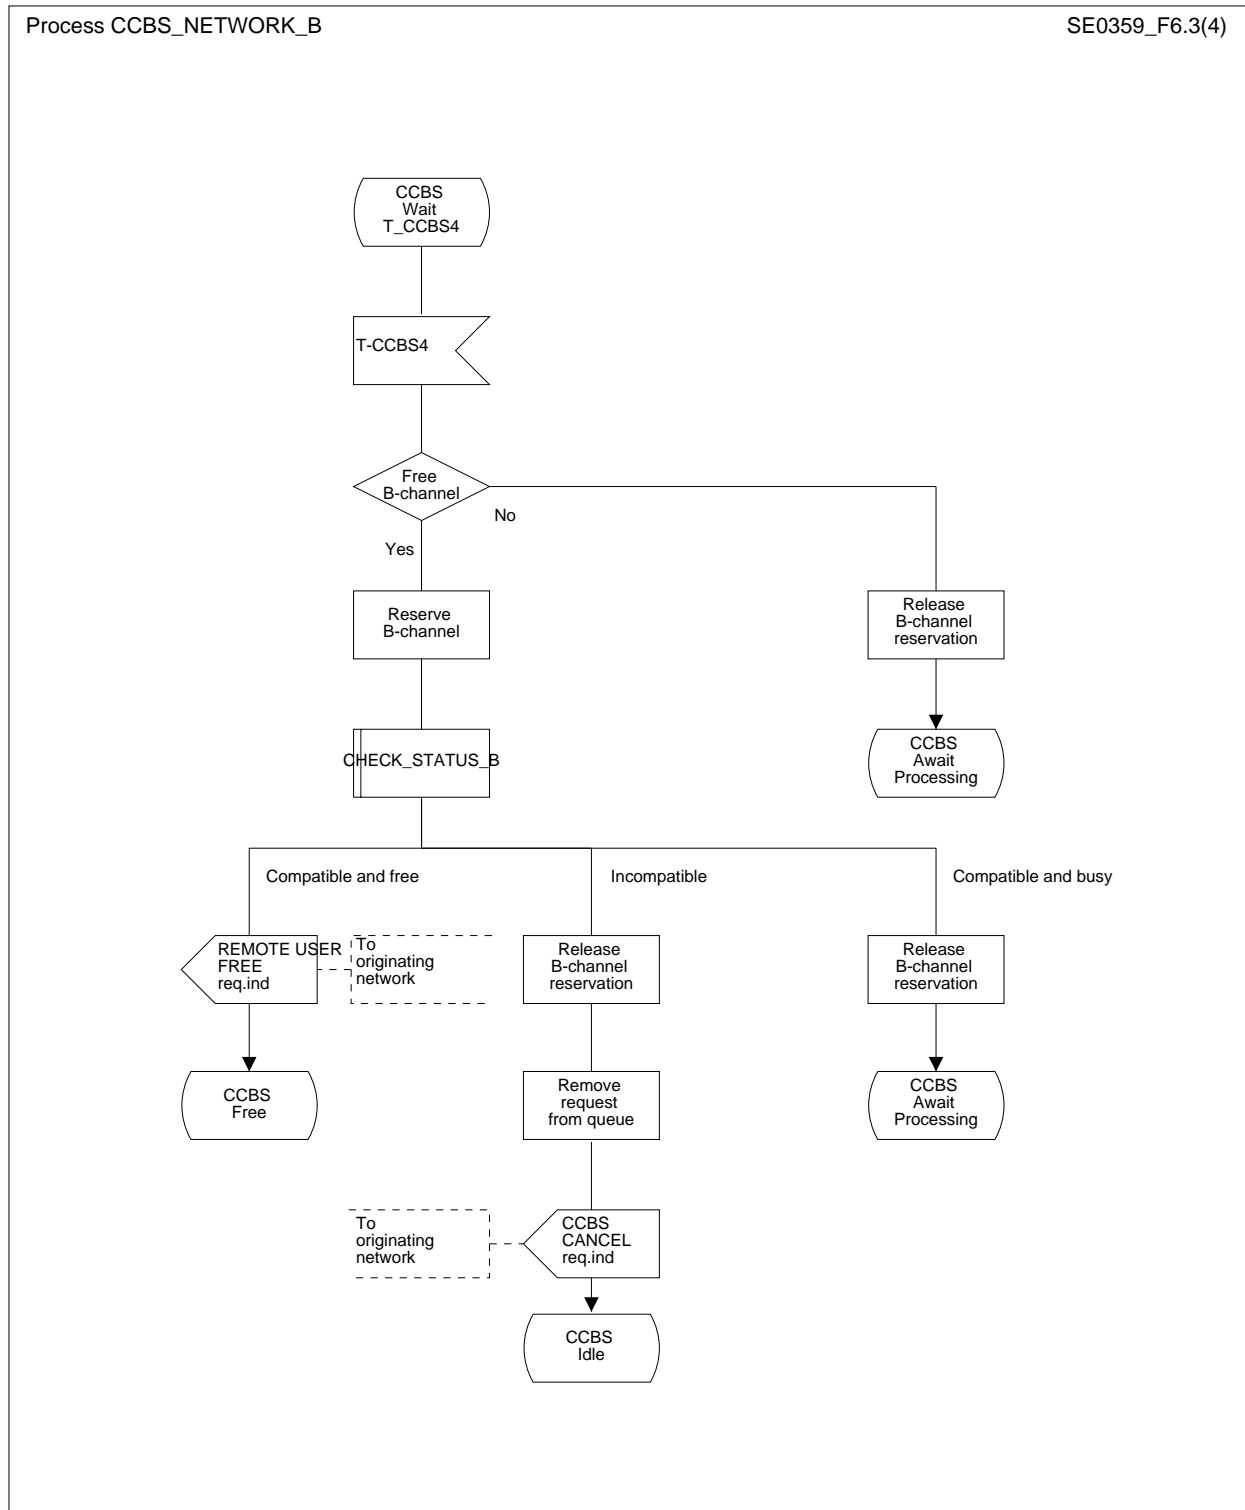 Process CCBS_NETWORK_B
SE0359_F6.3(4)
CCBS
Wait
T_CCBS4
T-CCBS4
Free
B-channel
No
Yes
Reserve
B-channel
Release
B-channel
reservation
CHECK_STATUS_B
CCBS
Await
Processing
Compatible and free
Incompatible
Compatible and busy
REMOTE USER
FREE
req.ind
To
originating
network
Release
B-channel
reservation
Release
B-channel
reservation
CCBS
Free
Remove
request
from queue
CCBS
Await
Processing
To
originating
network
CCBS
CANCEL
req.ind
CCBS
Idle